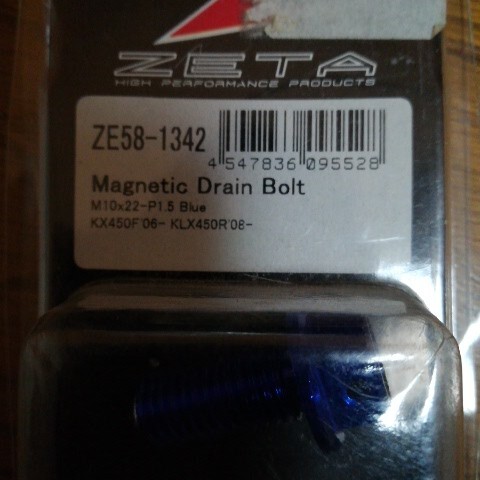 ZETA
HIGH PERFORMANCE PRODUCTS
ZE58-1342
4 547836 095528
Magnetic Drain Bolt
M10x22-P1.5 Blue
KX450F'06- KLX450R'08-